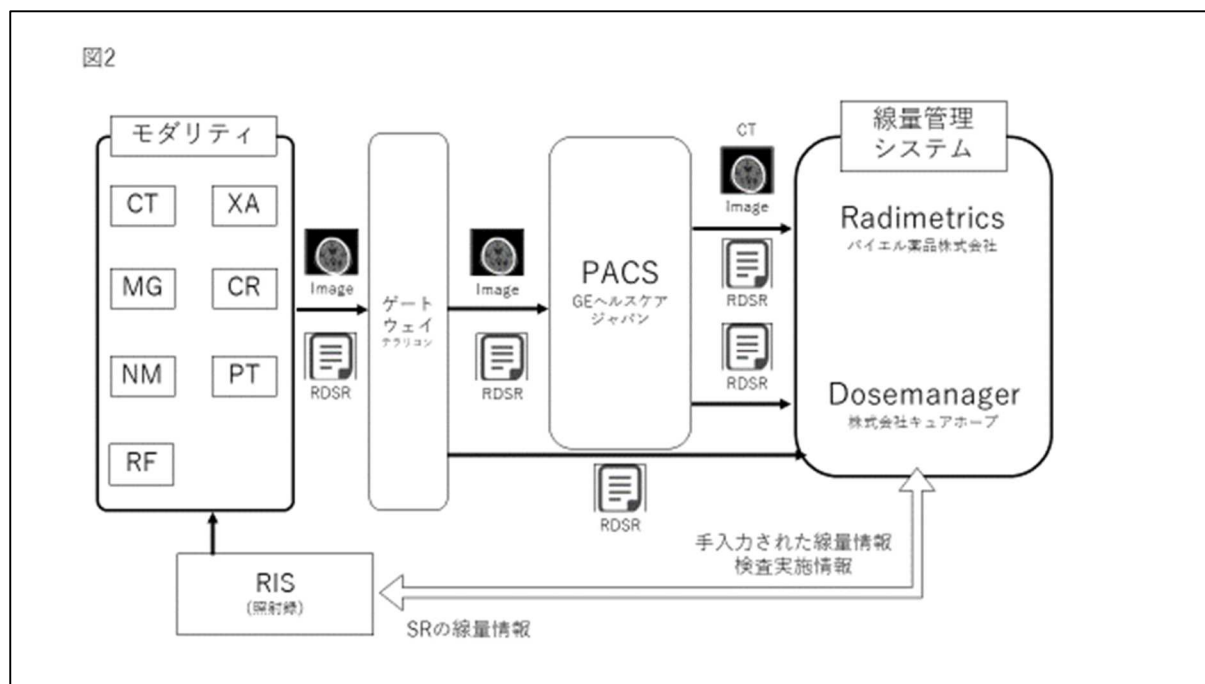 図2
モダリティ
CT
XA
MG
CR
NM
PT
RF
Image
RDSR
ゲート
ウェイ
テラリコン
Image
RDSR
PACS
GEヘルスケア
ジャパン
CT
Image
RDSR
RDSR
RDSR
線量管理
システム
Radimetrics
バイエル薬品株式会社
Dosemanager
株式会社キュアホープ
RIS
(照射録)
手入力された線量情報
検査実施情報
SRの線量情報